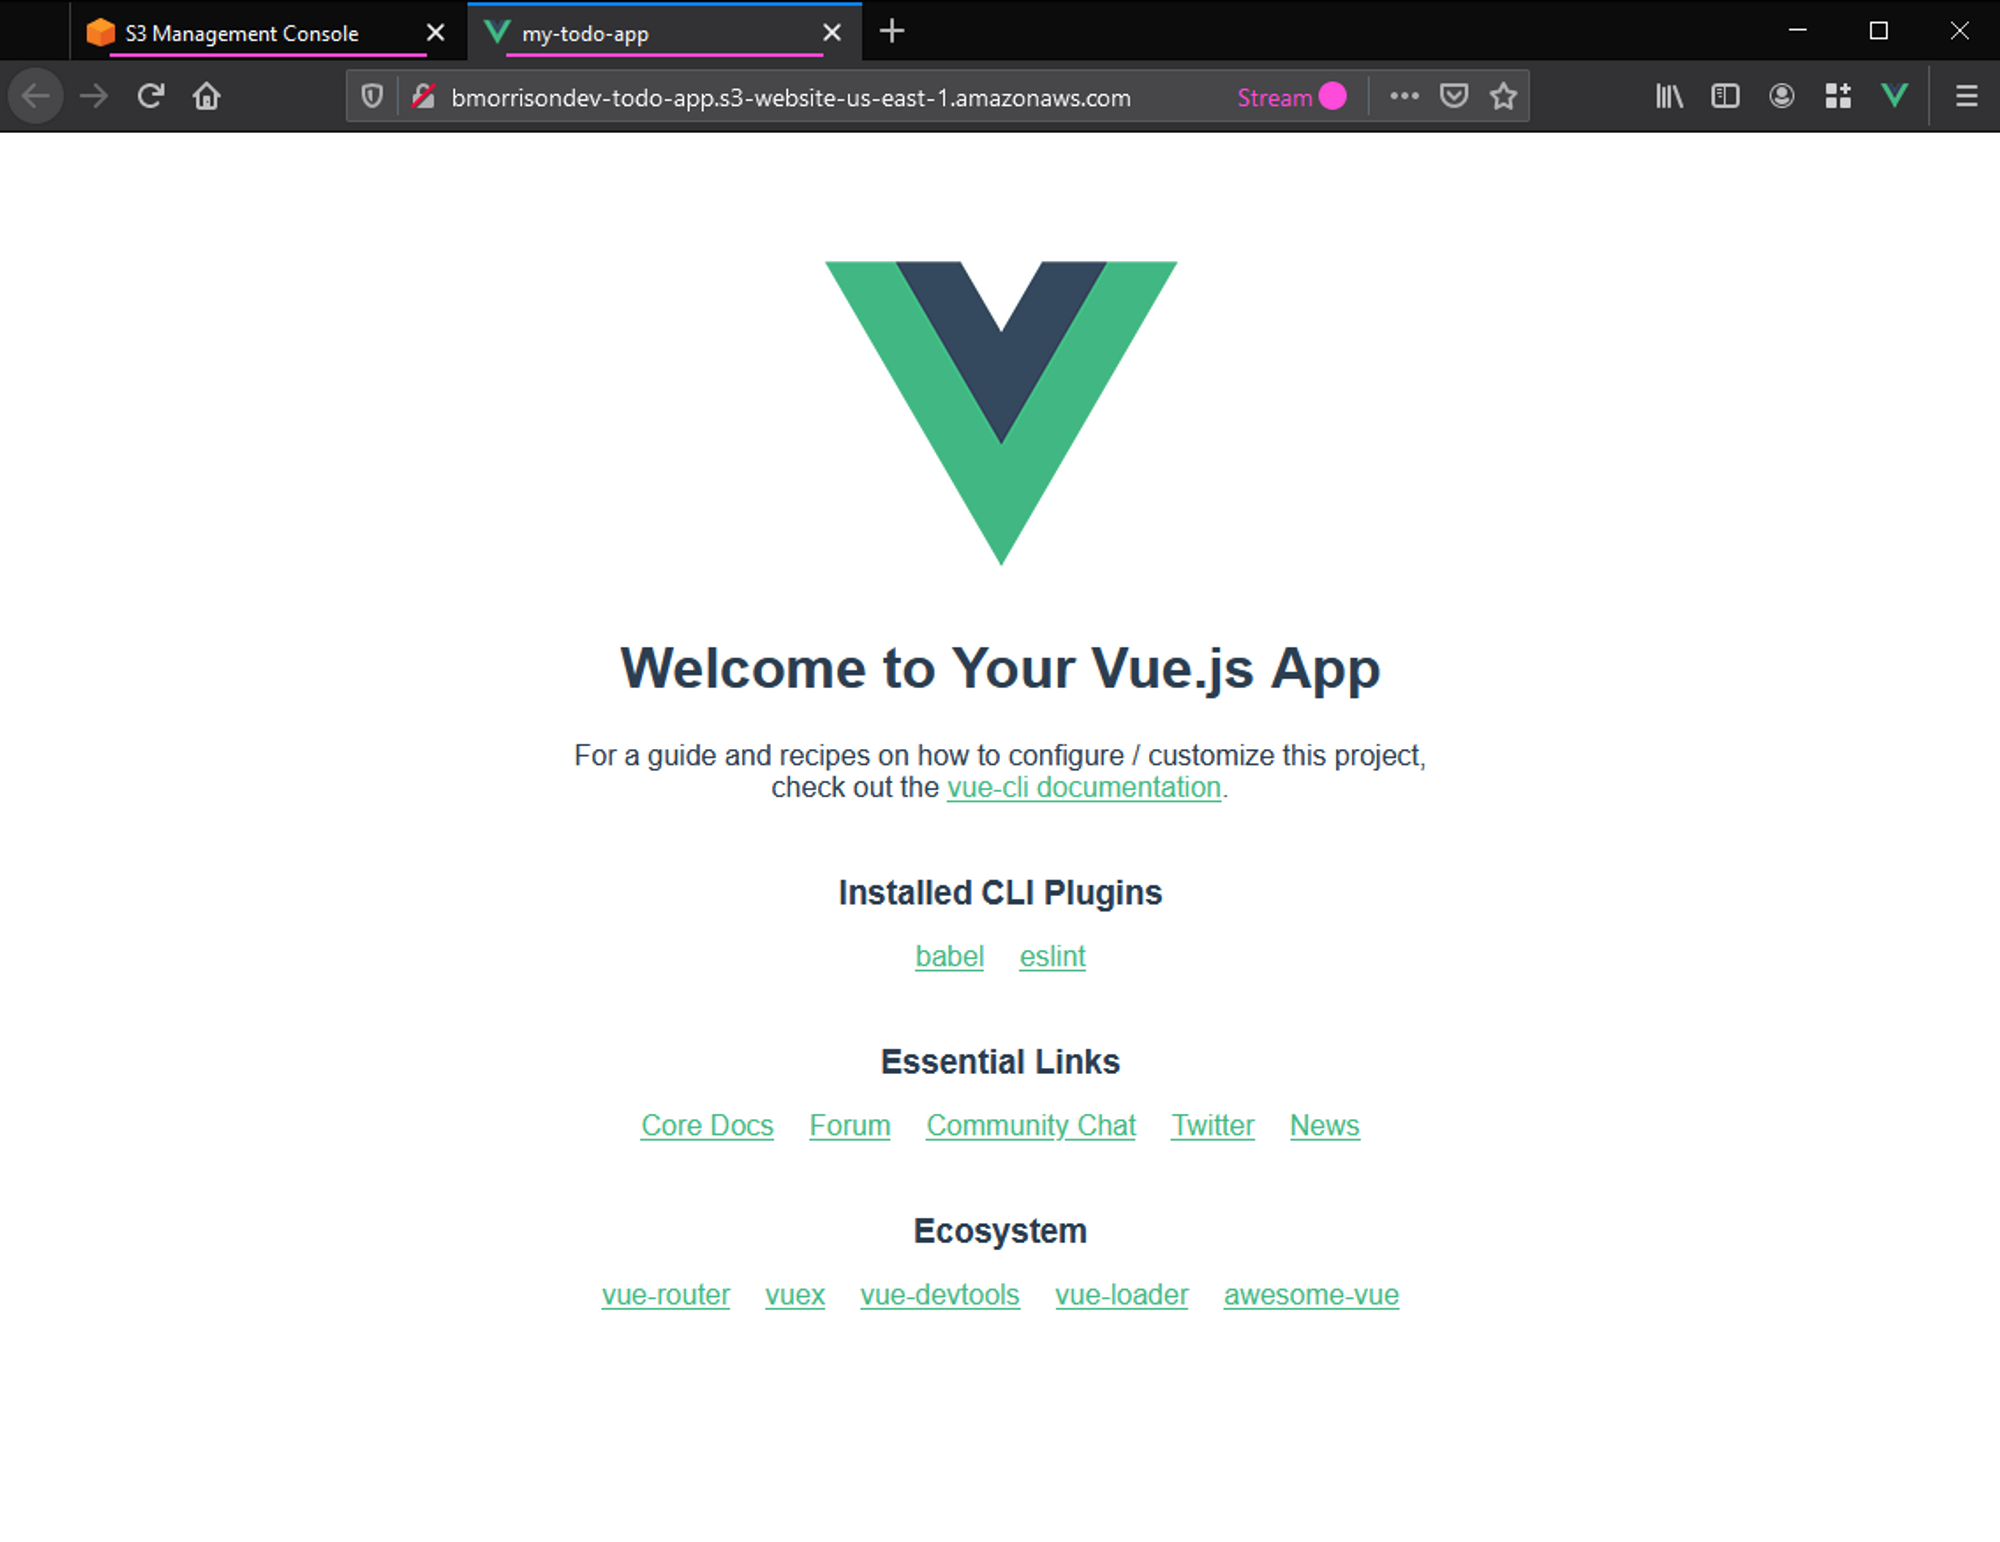 S3 Management Console
my-todo-app
bmorrisondev-todo-app.s3-website-us-east-1.amazonaws.com
Stream
Welcome to Your Vue.js App
For a guide and recipes on how to configure / customize this project,
check out the vue-cli documentation.
Installed CLI Plugins
babel eslint
Essential Links
Core Docs Forum Community Chat Twitter News
Ecosystem
vue-router vuex vue-devtools vue-loader awesome-vue